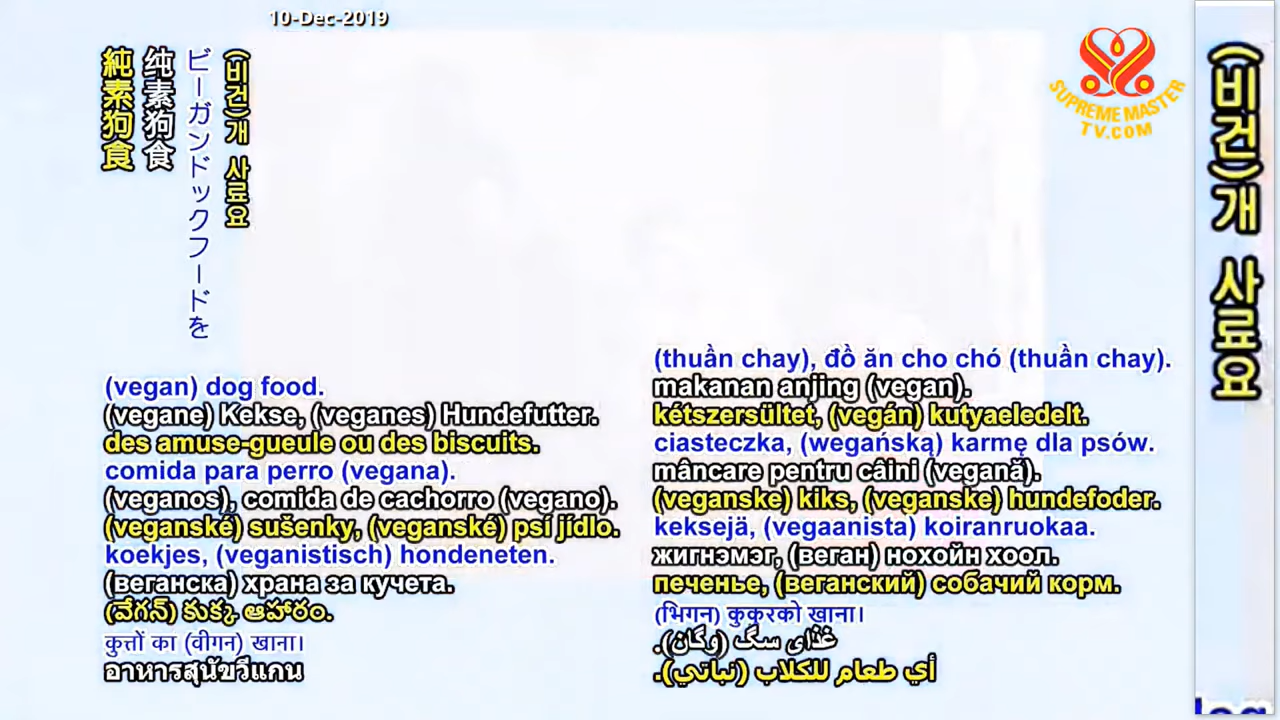 10-Dec-2019
SUPREME MASTER
TV.COM
(비건)개 사료요
ビーガンドックフードを
纯素狗食
純素狗食
(vegan) dog food.
(vegane) Kekse, (veganes) Hundefutter.
des amuse-gueule ou des biscuits.
comida para perro (vegana).
(veganos), comida de cachorro (vegano).
(veganské) sušenky, (veganské) psí jídlo.
koekjes, (veganistisch) hondeneten.
(веганска) храна за кучета.
(వేగన్) కుక్క ఆహారం.
कुत्तों का (वीगन) खाना।
อาหารสุนัขวีแกน
(thuần chay), đồ ăn cho chó (thuần chay).
makanan anjing (vegan).
kétszersültet, (vegán) kutyaeledelt.
ciasteczka, (wegańską) karmę dla psów.
mâncare pentru câini (vegană).
(veganske) kiks, (veganske) hundefoder.
keksejä, (vegaanista) koiranruokaa.
жигнэмэг, (веган) нохойн хоол.
печенье, (веганский) собачий корм.
(भिगन) कुकुरको खाना।
غذای سگ (وگان).
أي طعام للكلاب (نباتي).
(비건)개 사료요